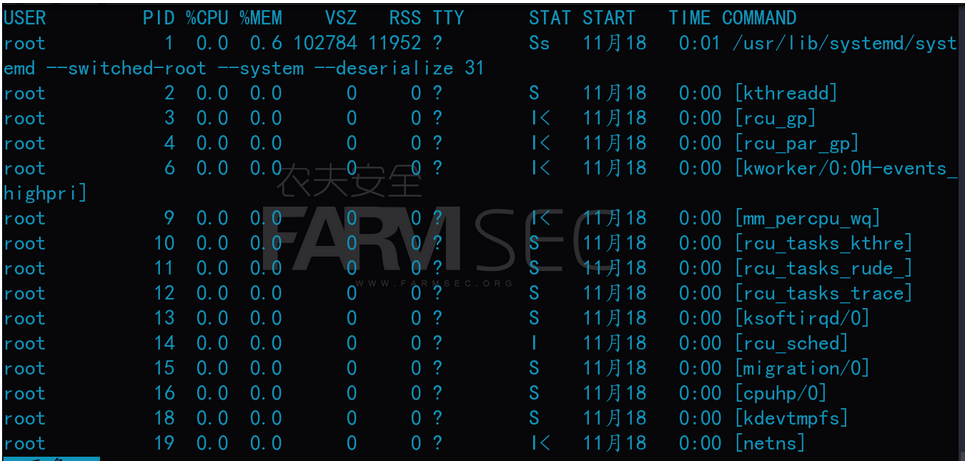 USER PID %CPU %MEM VSZ RSS TTY STAT START TIME COMMAND
root 1 0.0 0.6 102784 11952 ? Ss 11月18 0:01 /usr/lib/systemd/syst
emd --switched-root --system --deserialize 31
root 2 0.0 0.0 0 0 ? S 11月18 0:00 [kthreadd]
root 3 0.0 0.0 0 0 ? I< 11月18 0:00 [rcu_gp]
root 4 0.0 0.0 0 0 ? I< 11月18 0:00 [rcu_par_gp]
root 6 0.0 0.0 0 0 ? I< 11月18 0:00 [kworker/0:0H-events_
highpri]
农夫安全
root 9 0.0 0.0 0 0 ? I< 11月18 0:00 [mm_percpu_wq]
FARMSEC
root 10 0.0 0.0 0 0 ? S 11月18 0:00 [rcu_tasks_kthre]
root 11 0.0 0.0 0 0 ? S 11月18 0:00 [rcu_tasks_rude_]
WWW.FARMSEC.ORG
root 12 0.0 0.0 0 0 ? S 11月18 0:00 [rcu_tasks_trace]
root 13 0.0 0.0 0 0 ? S 11月18 0:00 [ksoftirqd/0]
root 14 0.0 0.0 0 0 ? I 11月18 0:00 [rcu_sched]
root 15 0.0 0.0 0 0 ? S 11月18 0:00 [migration/0]
root 16 0.0 0.0 0 0 ? S 11月18 0:00 [cpuhp/0]
root 18 0.0 0.0 0 0 ? S 11月18 0:00 [kdevtmpfs]
root 19 0.0 0.0 0 0 ? I< 11月18 0:00 [netns]